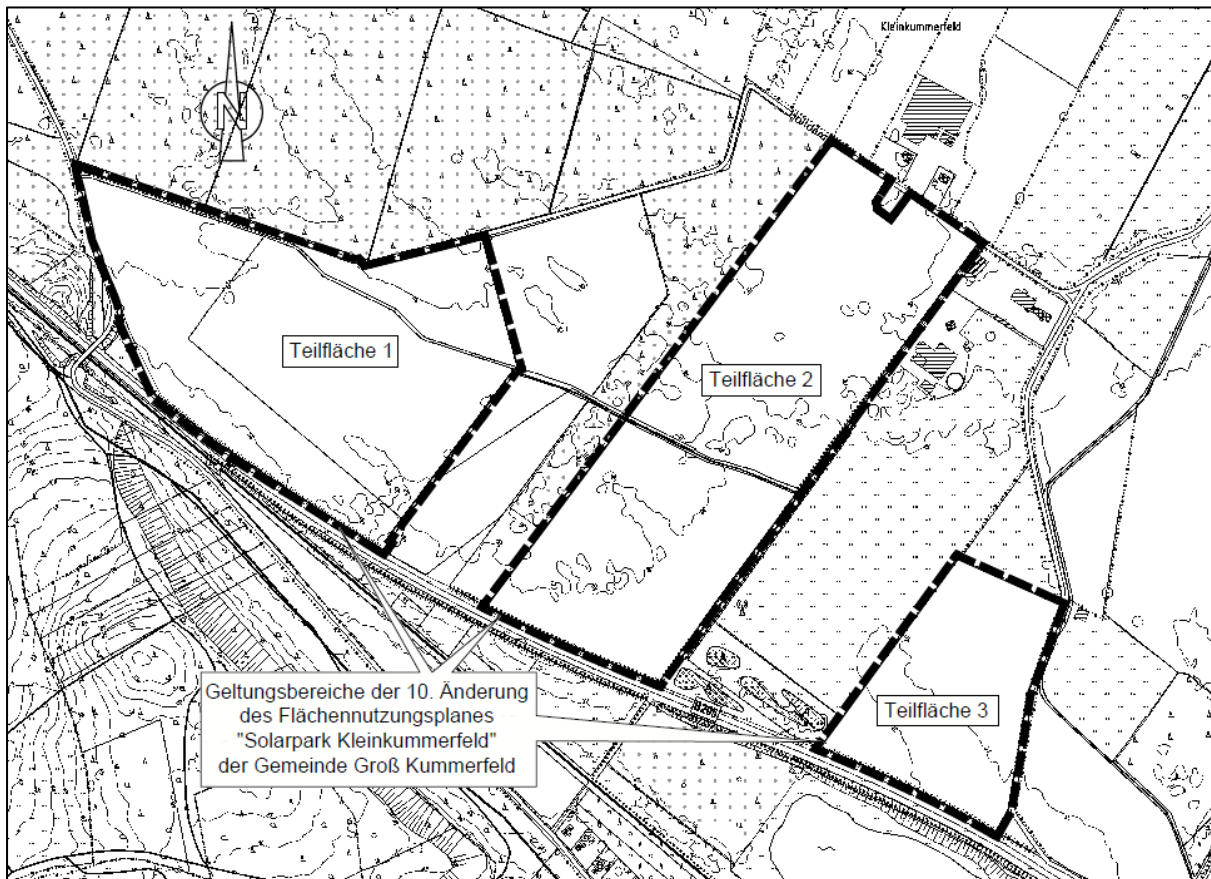 Kleinkummerfeld
N
Teilfläche 1
Teilfläche 2
Geltungsbereiche der 10. Änderung
des Flächennutzungsplanes
"Solarpark Kleinkummerfeld"
der Gemeinde Groß Kummerfeld
Teilfläche 3